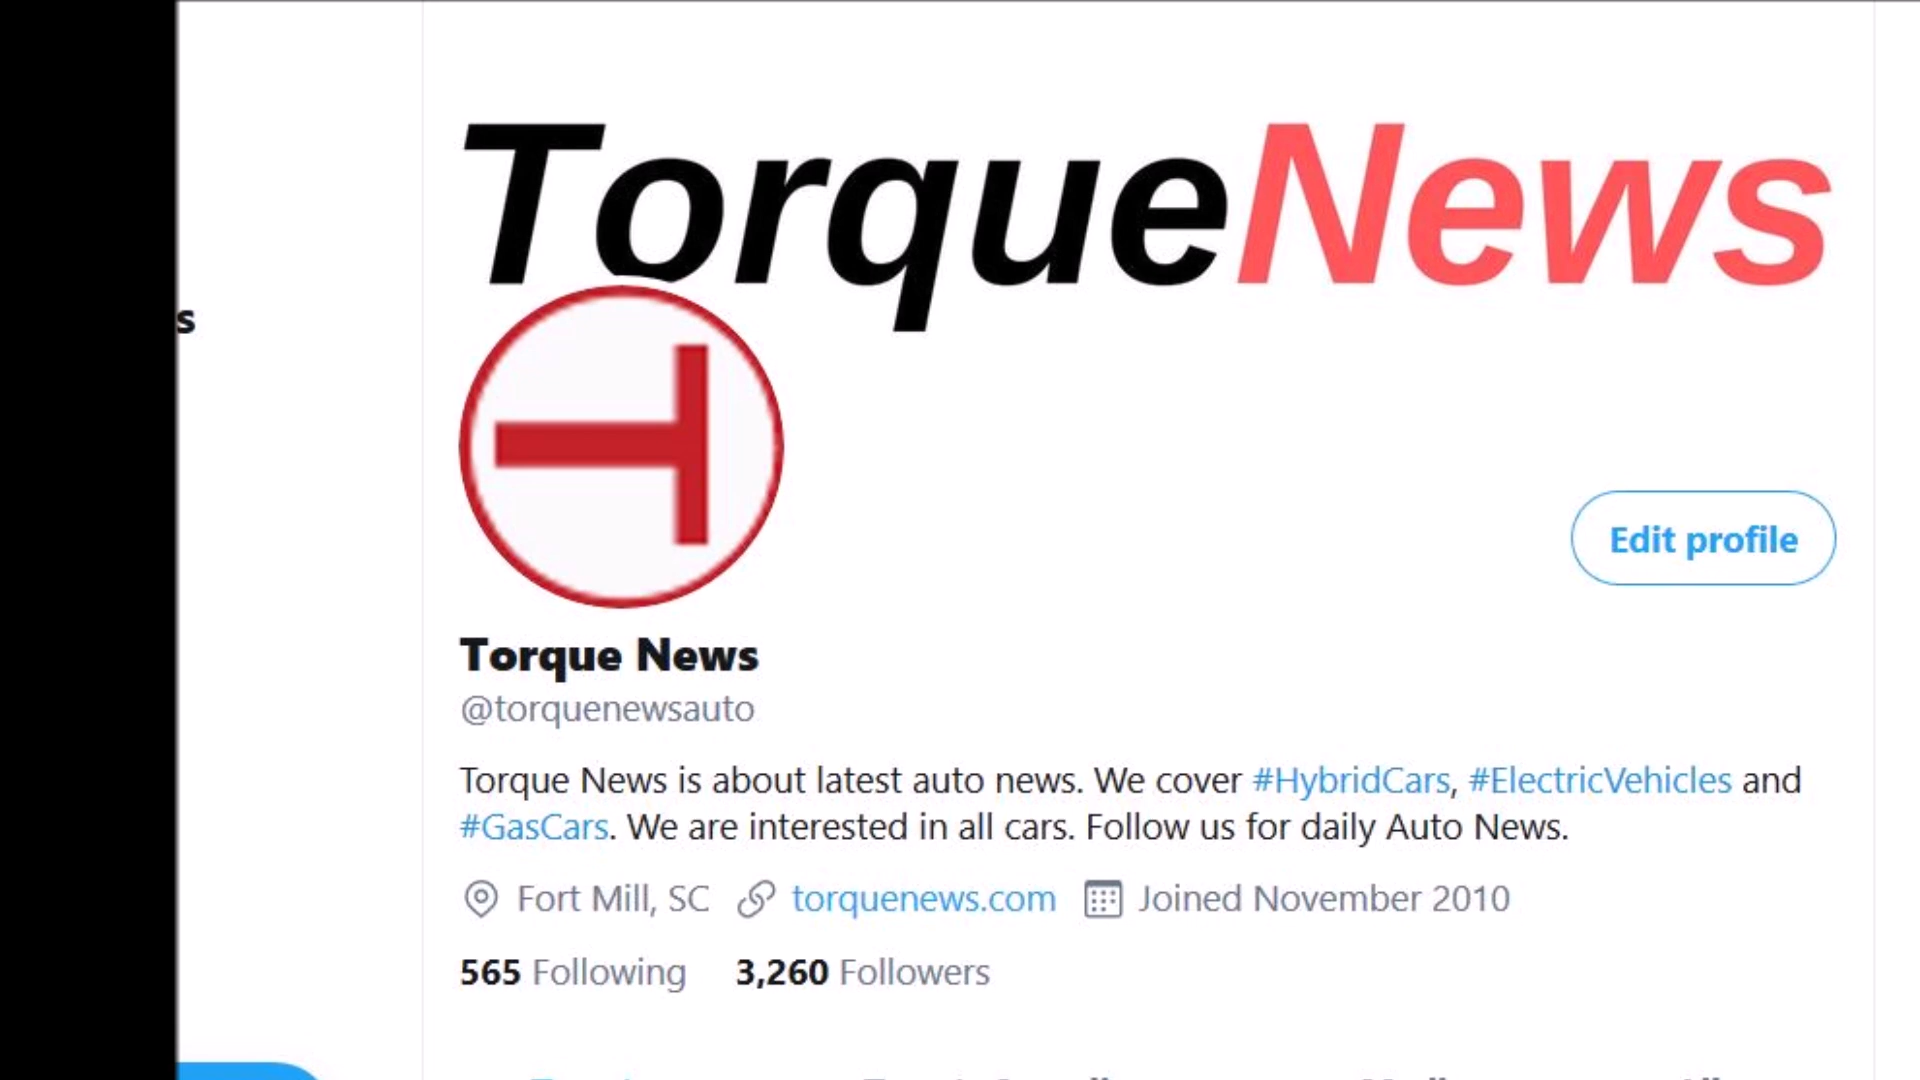 TorqueNews
s
T
Edit profile
Torque News
@torquenewsauto
Torque News is about latest auto news. We cover #HybridCars, #ElectricVehicles and
#GasCars. We are interested in all cars. Follow us for daily Auto News.
Fort Mill, SC torquenews.com Joined November 2010
565 Following 3,260 Followers